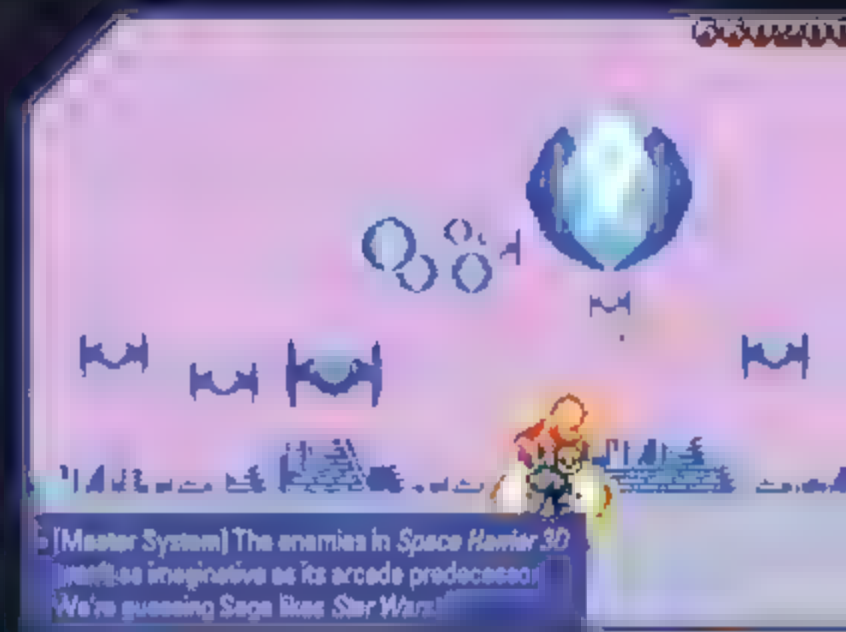 [Master System] The enemies in Space Harrier 3D
as imaginative as its arcade predecessor
We're guessing Sega likes Star Wars!